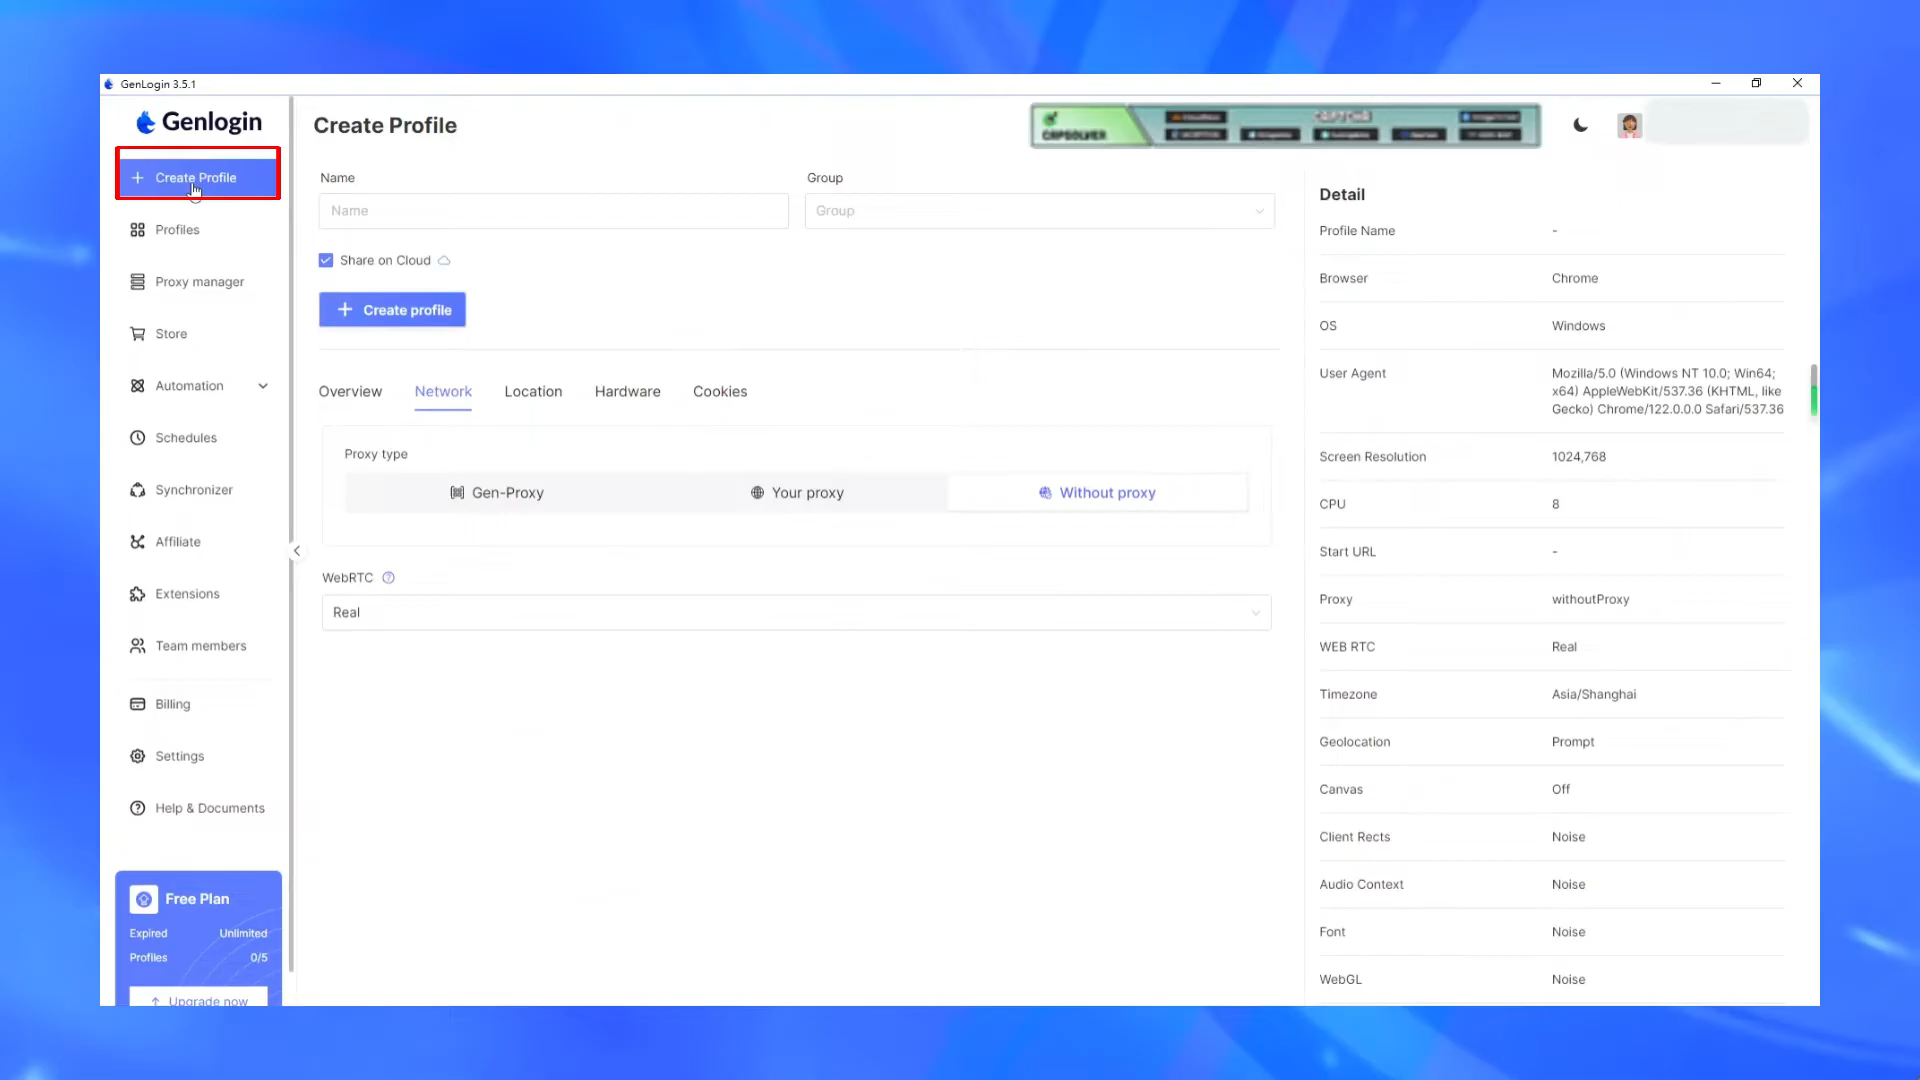 GenLogin 3.5.1
Genlogin
Create Profile
Profiles
Proxy manager
Store
Automation
Schedules
Synchronizer
Affiliate
Extensions
Team members
Billing
Settings
Help & Documents
Free Plan
Expired Unlimited
Profiles 0/5
Upgrade now
Create Profile
CAPSOLVER
CAPTCHA
Name
Name
Group
Group
Share on Cloud
Create profile
Overview Network Location Hardware Cookies
Proxy type
Gen-Proxy Your proxy Without proxy
WebRTC
Real
Detail
Profile Name -
Browser Chrome
OS Windows
User Agent Mozilla/5.0 (Windows NT 10.0; Win64;
x64) AppleWebKit/537.36 (KHTML, like
Gecko) Chrome/122.0.0.0 Safari/537.36
Screen Resolution 1024,768
CPU 8
Start URL -
Proxy withoutProxy
WEB RTC Real
Timezone Asia/Shanghai
Geolocation Prompt
Canvas Off
Client Rects Noise
Audio Context Noise
Font Noise
WebGL Noise